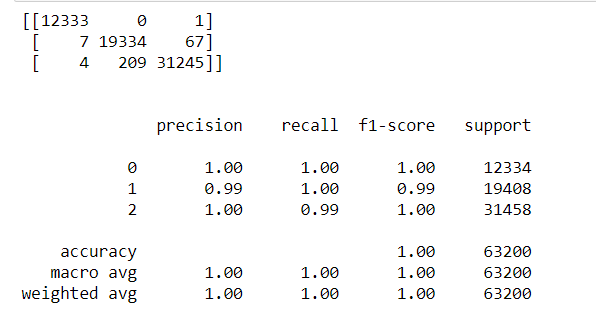 [[12333 0 1]
[ 7 19334 67]
[ 4 209 31245]]
precision recall f1-score support
0 1.00 1.00 1.00 12334
1 0.99 1.00 0.99 19408
2 1.00 0.99 1.00 31458
accuracy 1.00 63200
macro avg 1.00 1.00 1.00 63200
weighted avg 1.00 1.00 1.00 63200